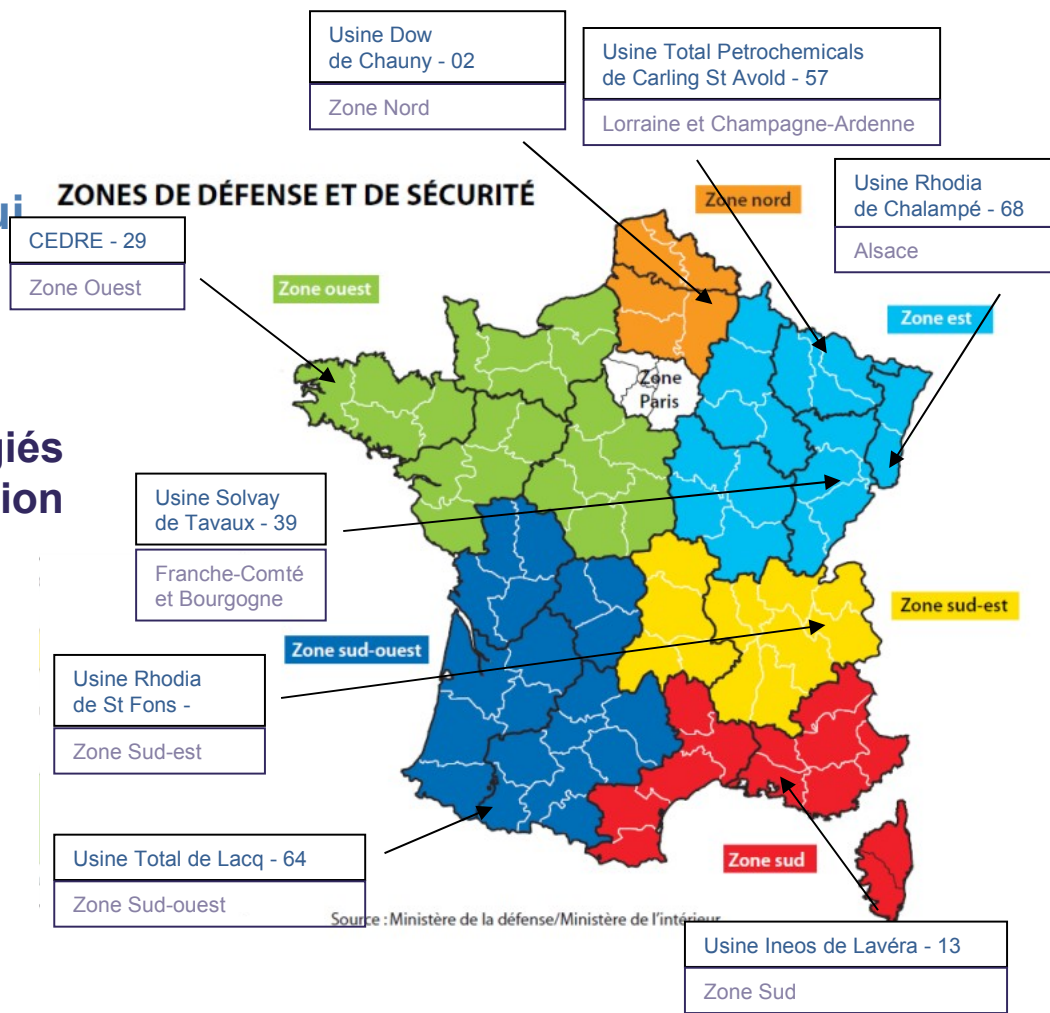 Usine Dow
de Chauny - 02
Zone Nord
Usine Total Petrochemicals
de Carling St Avold - 57
Lorraine et Champagne-Ardenne
Usine Rhodia
de Chalampé - 68
Alsace
ui
ZONES DE DÉFENSE ET DE SÉCURITÉ
CEDRE - 29
Zone Ouest
Zone nord
Zone ouest
Zone est
Zone
Paris
giés
ion
Usine Solvay
de Tavaux - 39
Franche-Comté
et Bourgogne
Zone sud-est
Zone sud-ouest
Usine Rhodia
de St Fons -
Zone Sud-est
Usine Total de Lacq - 64
Zone Sud-ouest
Zone sud
Source : Ministère de la défense/Ministère de l'intérieur
Usine Ineos de Lavéra - 13
Zone Sud